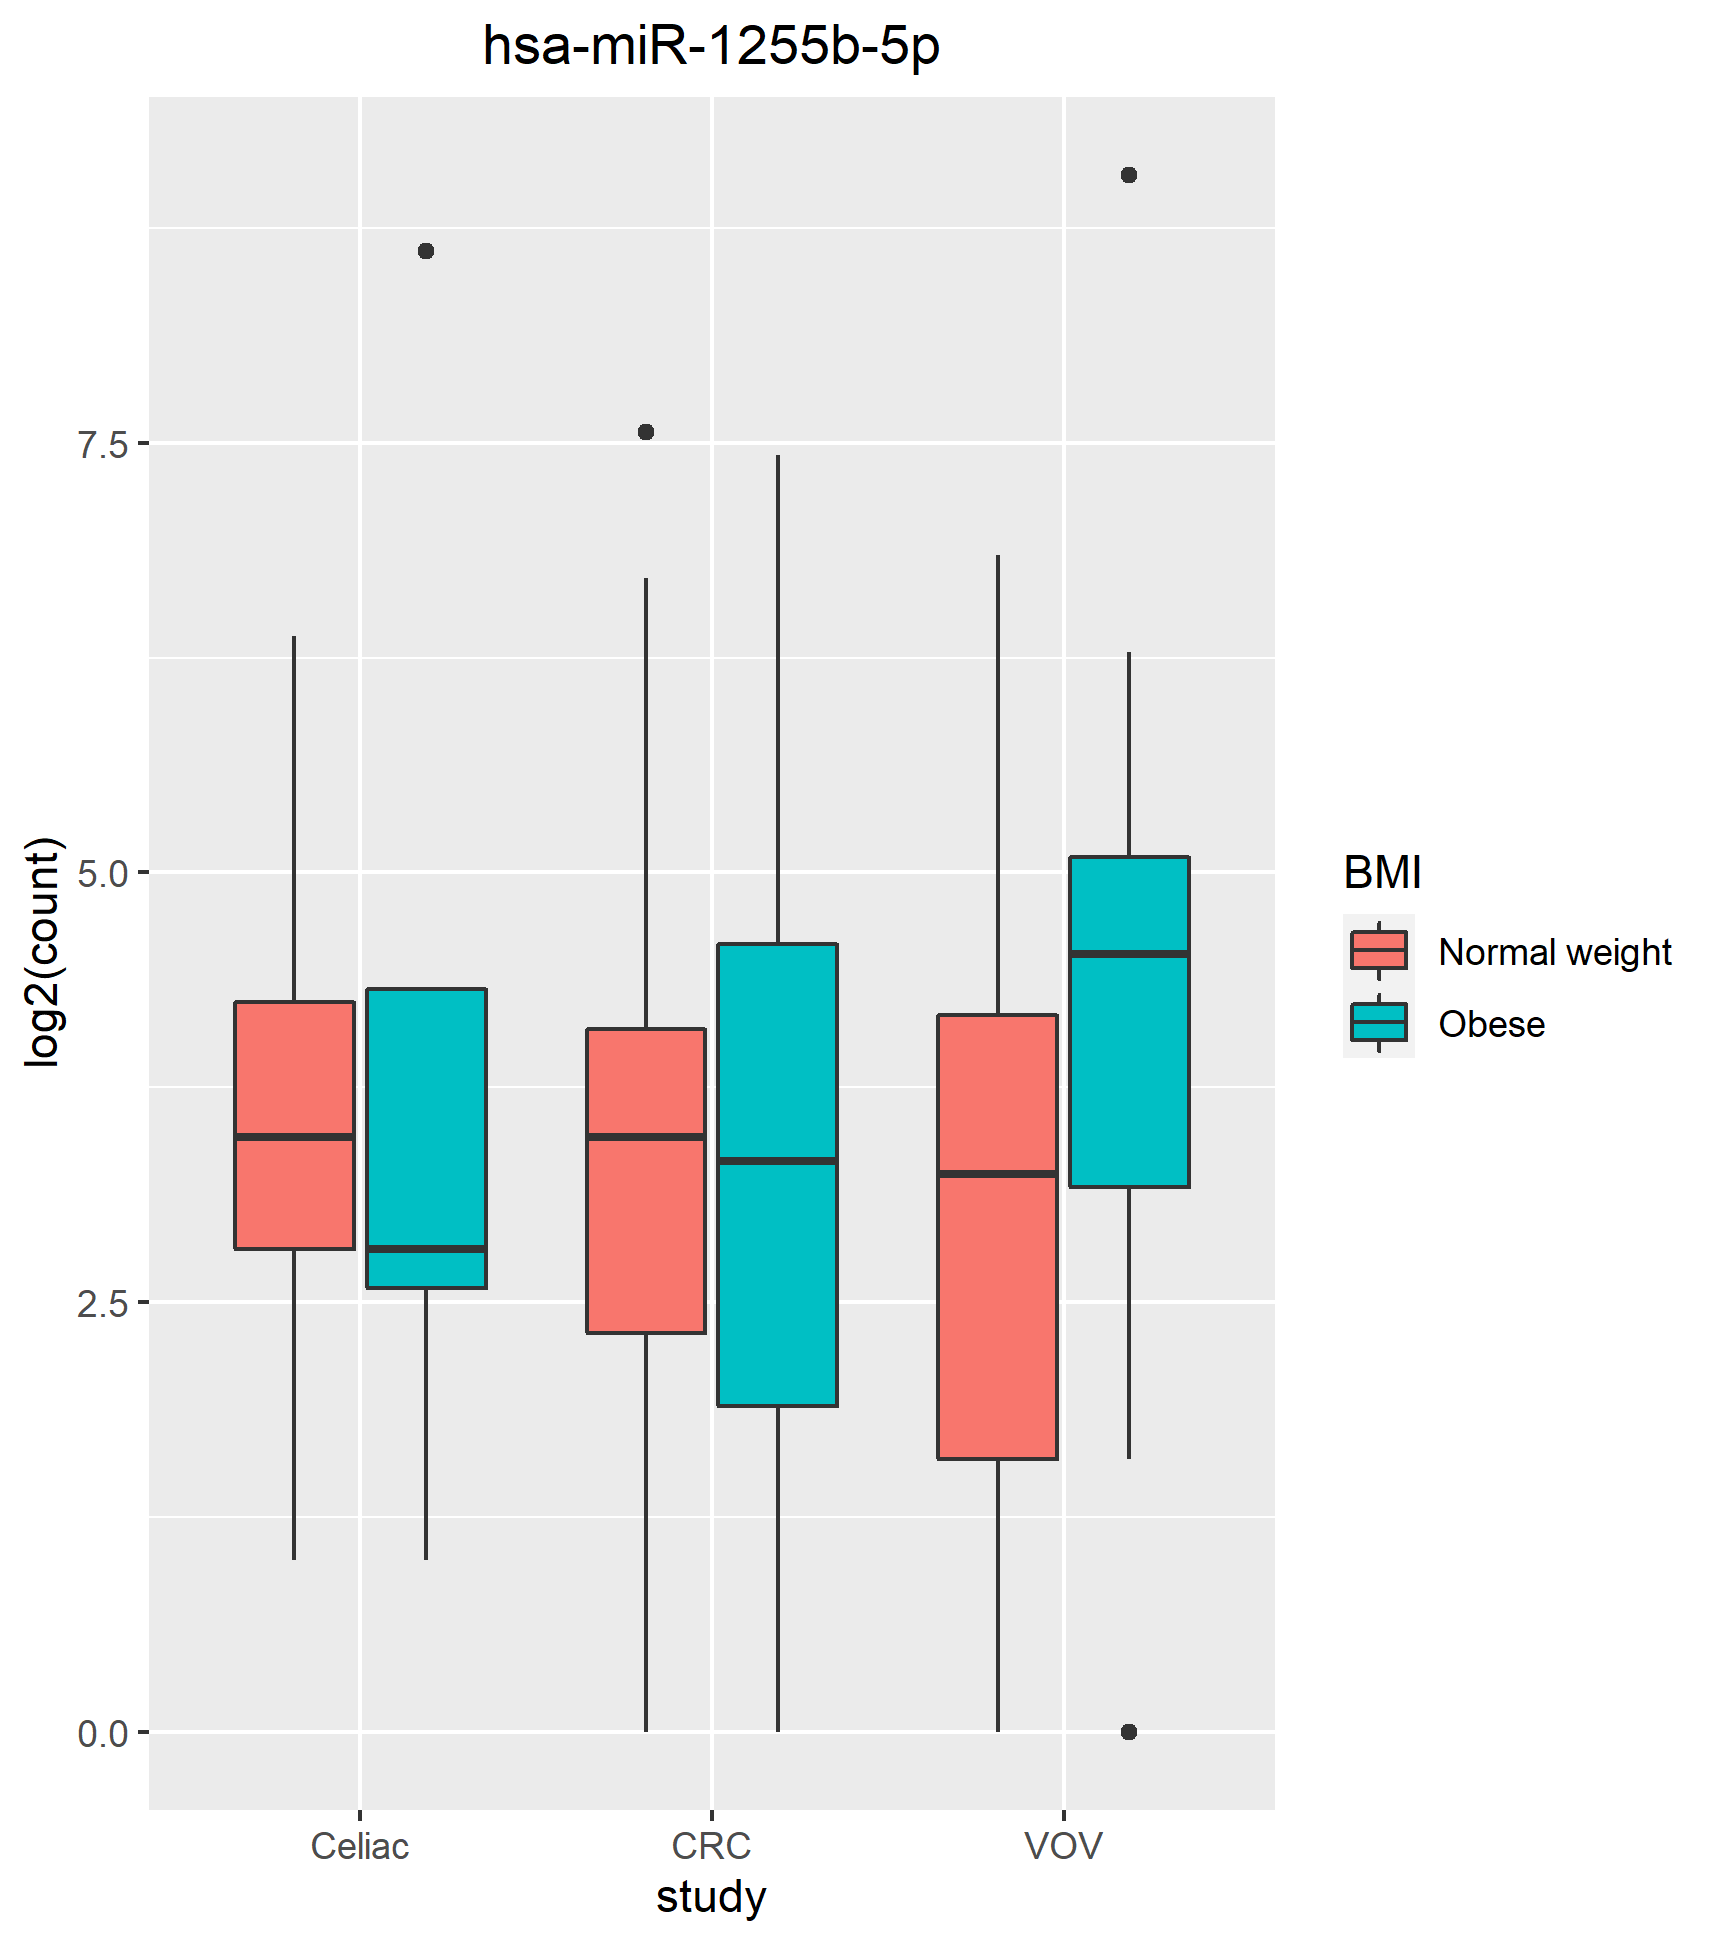 hsa-miR-1255b-5p
log2(count)
7.5
5.0
2.5
0.0
Celiac
CRC
VOV
study
BMI
Normal weight
Obese